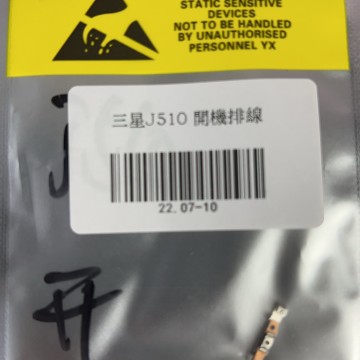 STATIC SENSITIVE
DEVICES
NOT TO BE HANDLED
BY UNAUTHORISED
PERSONNEL YX
三星J510 開機排線
22.07-10
开